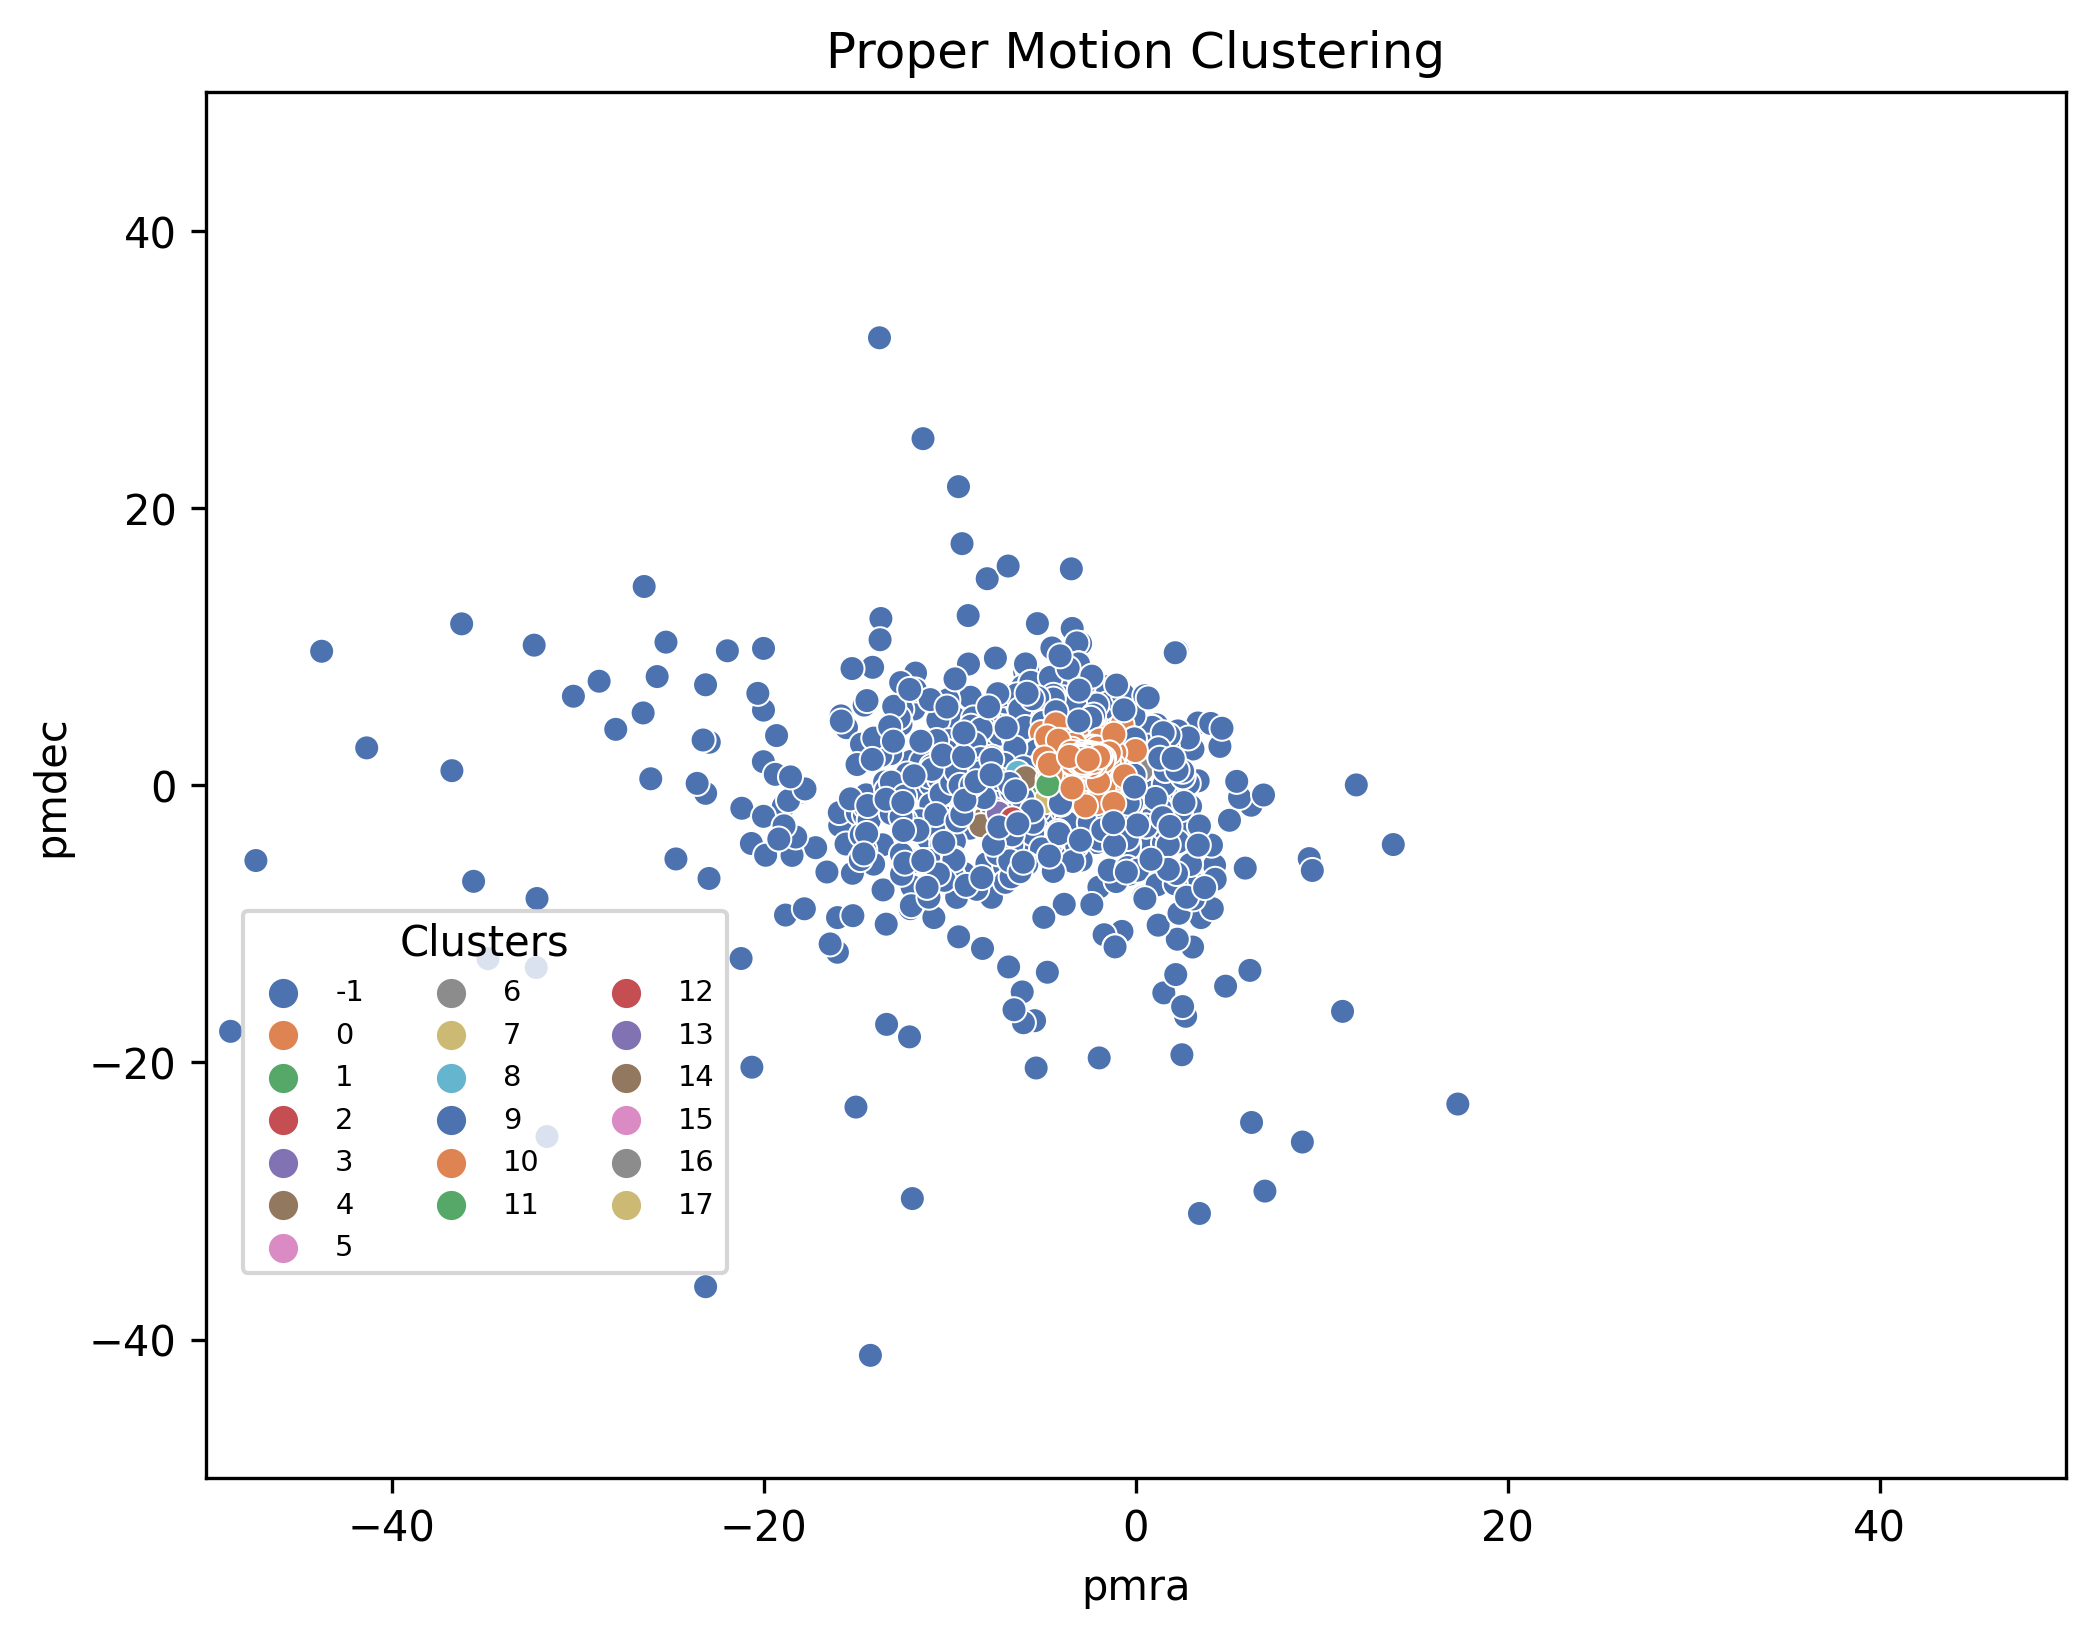 Proper Motion Clustering
40
20
0
−20
−40
pmdec
Clusters
-1 6 12
0 7 13
1 8 14
2 9 15
3 10 16
4 11 17
5
−40 −20 0 20 40
pmra